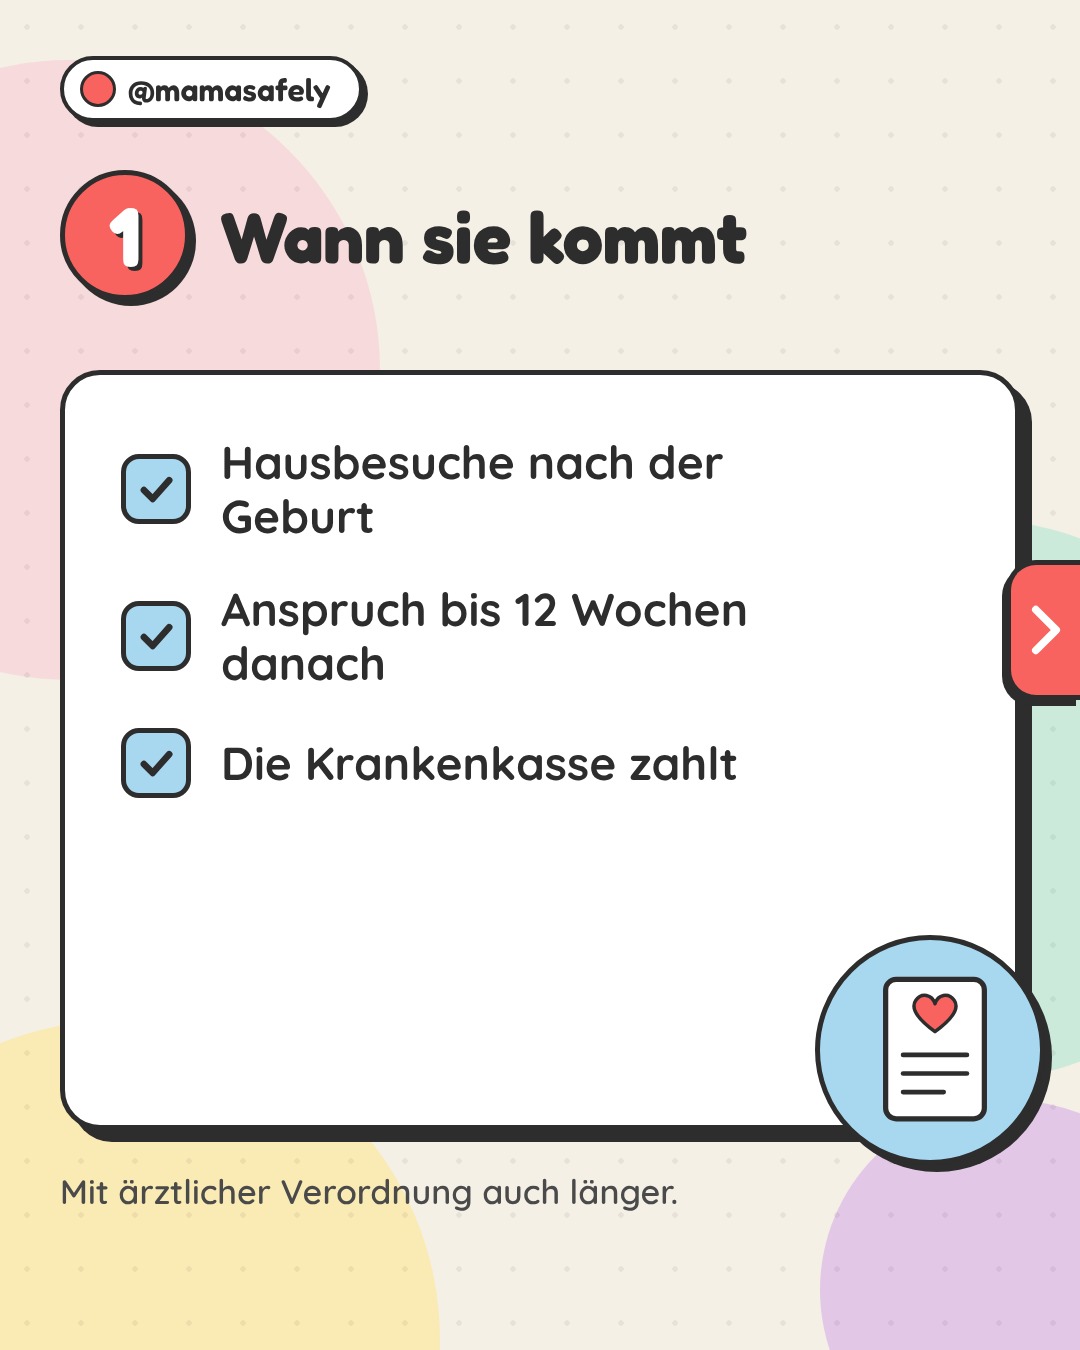 @mamasafely
1
Wann sie kommt
Hausbesuche nach der
Geburt
Anspruch bis 12 Wochen
danach
Die Krankenkasse zahlt
Mit ärztlicher Verordnung auch länger.